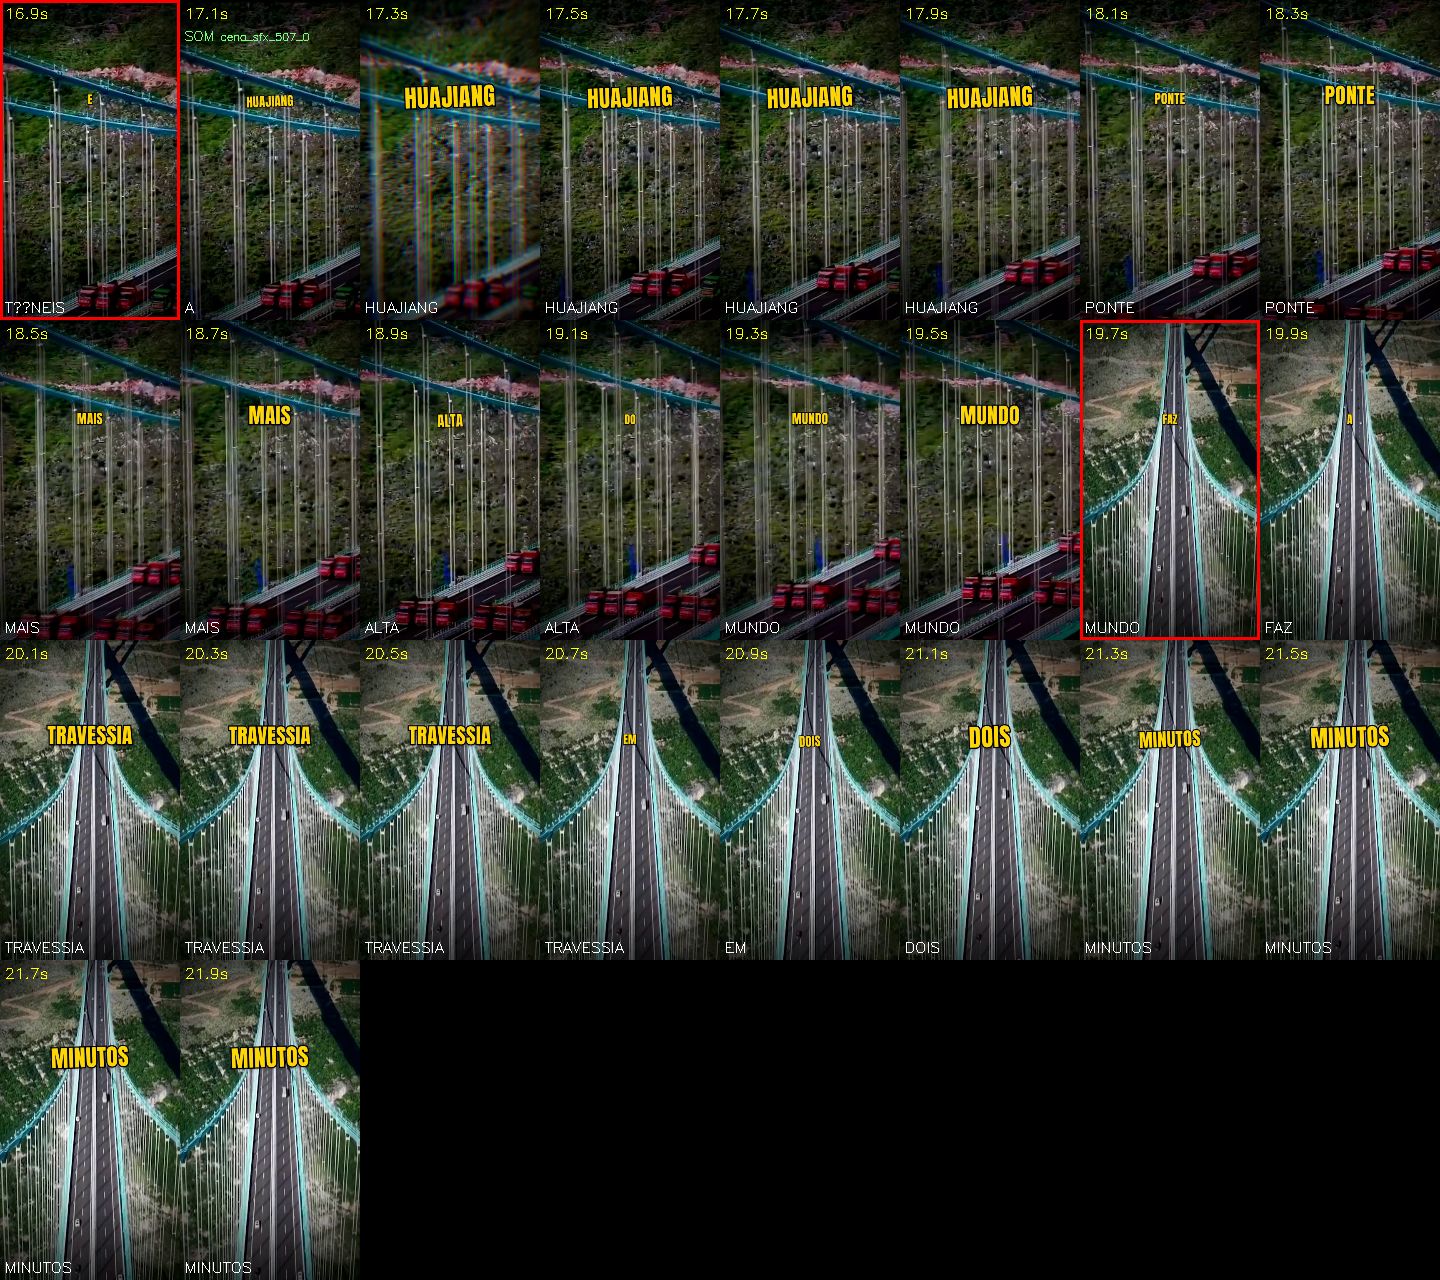 16.9s 17.1s 17.3s 17.5s 17.7s 17.9s 18.1s 18.3s
SOM cena_sfx_507_0
E HUAJIANG HUAJIANG HUAJIANG HUAJIANG HUAJIANG PONTE PONTE
T??NEIS A HUAJIANG HUAJIANG HUAJIANG HUAJIANG PONTE PONTE
18.5s 18.7s 18.9s 19.1s 19.3s 19.5s 19.7s 19.9s
MAIS MAIS ALTA DO MUNDO MUNDO FAZ A
MAIS MAIS ALTA ALTA MUNDO MUNDO MUNDO FAZ
20.1s 20.3s 20.5s 20.7s 20.9s 21.1s 21.3s 21.5s
TRAVESSIA TRAVESSIA TRAVESSIA EM DOIS DOIS MINUTOS MINUTOS
TRAVESSIA TRAVESSIA TRAVESSIA TRAVESSIA EM DOIS MINUTOS MINUTOS
21.7s 21.9s
MINUTOS MINUTOS
MINUTOS MINUTOS